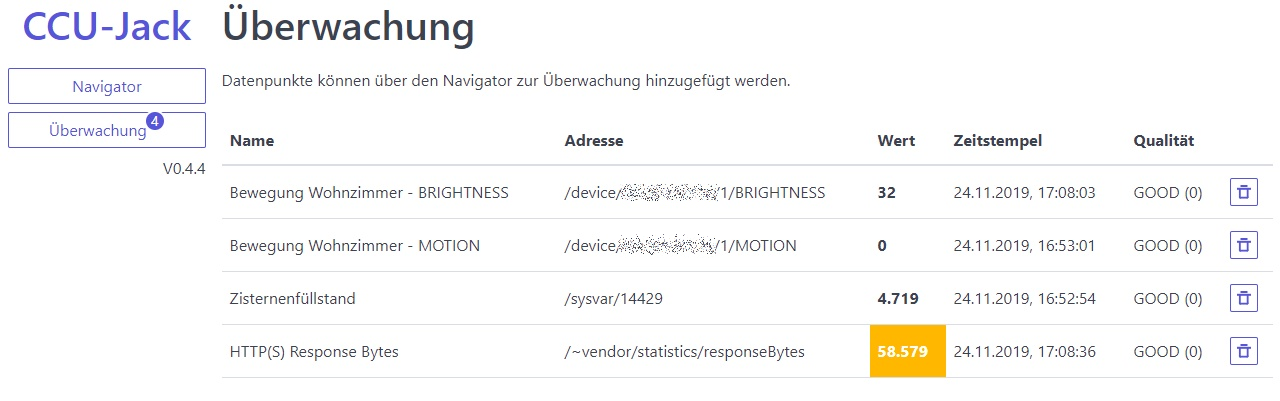 CCU-Jack
Überwachung
Navigator
Überwachung 4
V0.4.4
Datenpunkte können über den Navigator zur Überwachung hinzugefügt werden.
Name Adresse Wert Zeitstempel Qualität
Bewegung Wohnzimmer - BRIGHTNESS /device/ /1/BRIGHTNESS 32 24.11.2019, 17:08:03 GOOD (0)
Bewegung Wohnzimmer - MOTION /device/ /1/MOTION 0 24.11.2019, 16:53:01 GOOD (0)
Zisternenfüllstand /sysvar/14429 4.719 24.11.2019, 16:52:54 GOOD (0)
HTTP(S) Response Bytes /~vendor/statistics/responseBytes 58.579 24.11.2019, 17:08:36 GOOD (0)